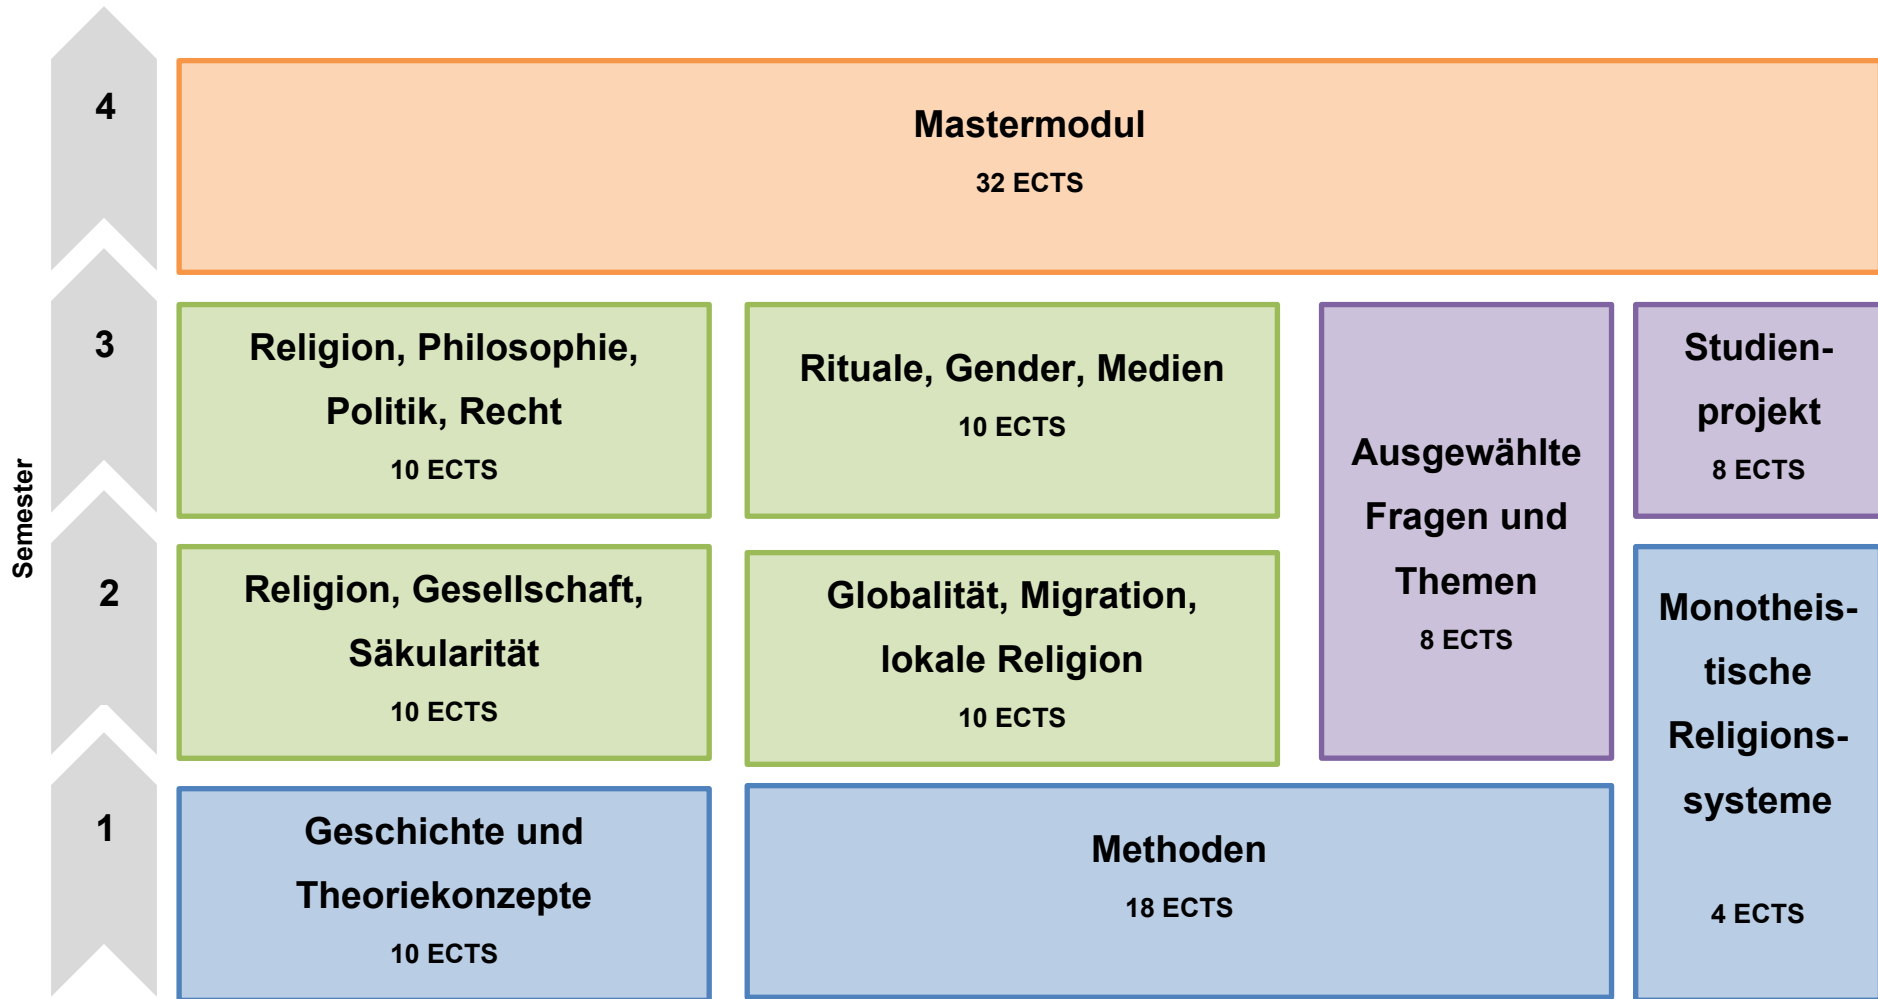 4
Mastermodul
32 ECTS
3
Religion, Philosophie,
Politik, Recht
10 ECTS
Rituale, Gender, Medien
10 ECTS
Ausgewählte
Fragen und
Themen
8 ECTS
Studien-
projekt
8 ECTS
Semester
2
Religion, Gesellschaft,
Säkularität
10 ECTS
Globalität, Migration,
lokale Religion
10 ECTS
Monotheis-
tische
Religions-
systeme
4 ECTS
1
Geschichte und
Theoriekonzepte
10 ECTS
Methoden
18 ECTS